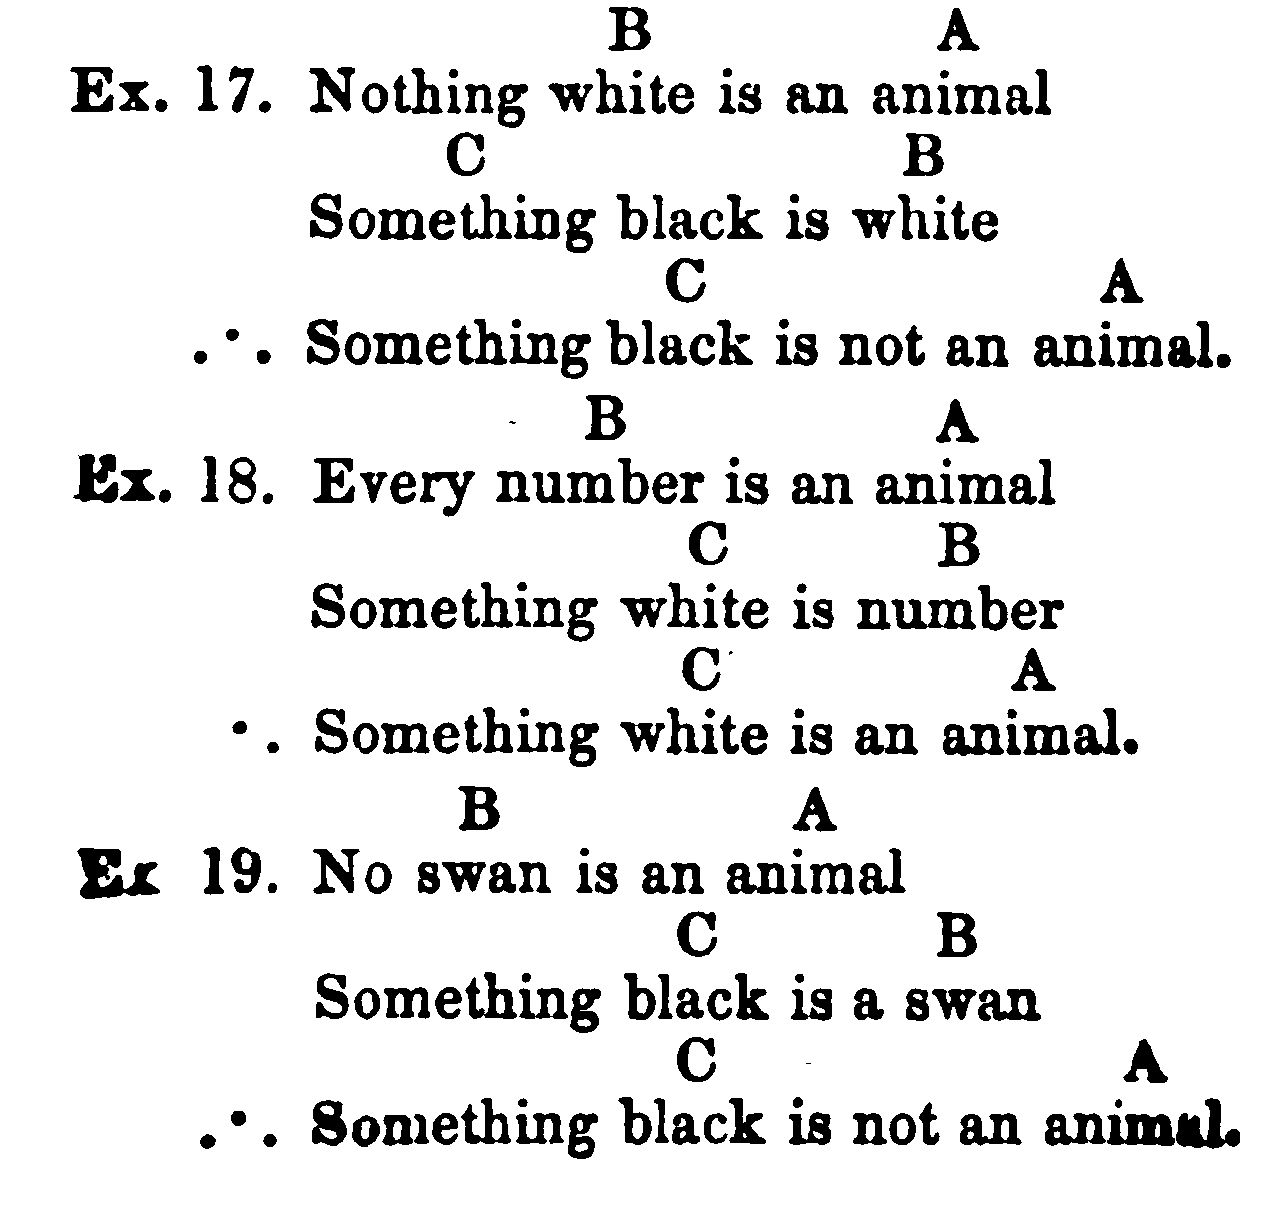 B A
Ex. 17. Nothing white is an animal
C B
Something black is white
C A
.·. Something black is not an animal.
B A
Ex. 18. Every number is an animal
C B
Something white is number
C A
·. Something white is an animal.
B A
Ex 19. No swan is an animal
C B
Something black is a swan
C A
.·. Something black is not an animal.